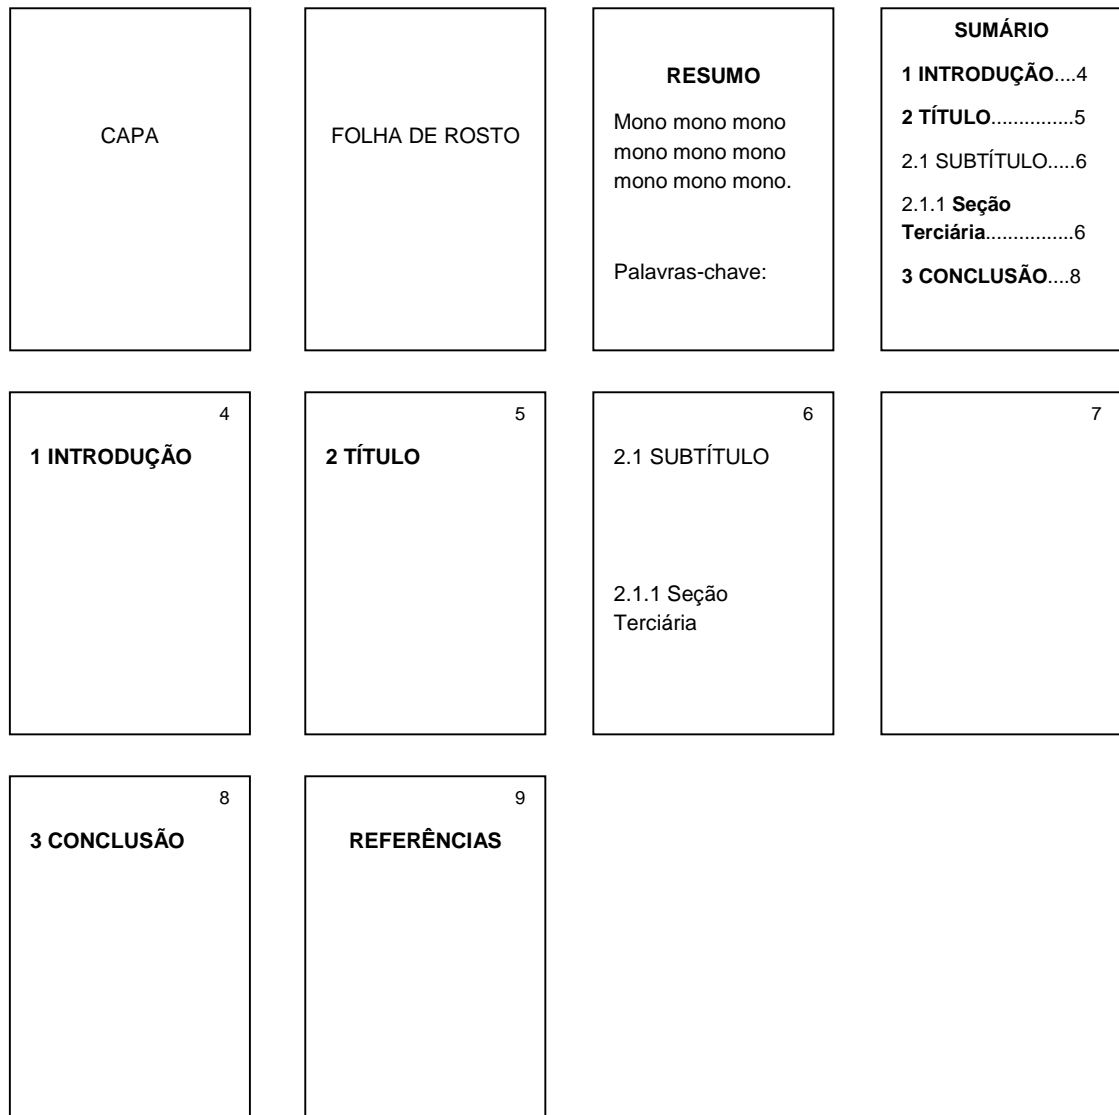 CAPA
FOLHA DE ROSTO
RESUMO
Mono mono mono
mono mono mono
mono mono mono.
Palavras-chave:
SUMÁRIO
1 INTRODUÇÃO....4
2 TÍTULO...............5
2.1 SUBTÍTULO.....6
2.1.1 Seção
Terciária................6
3 CONCLUSÃO....8
4
1 INTRODUÇÃO
5
2 TÍTULO
6
2.1 SUBTÍTULO
2.1.1 Seção
Terciária
7
8
3 CONCLUSÃO
9
REFERÊNCIAS